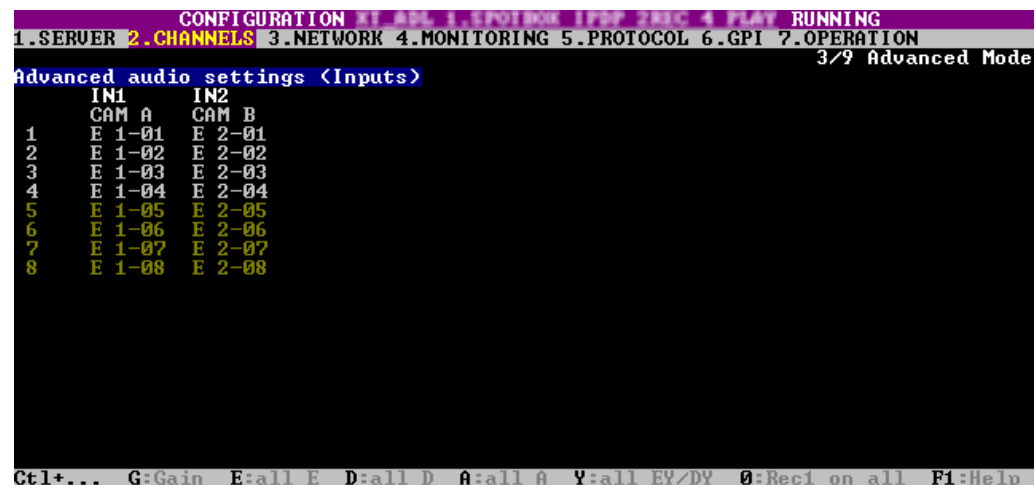 CONFIGURATION RUNNING
1.SERVER 2.CHANNELS 3.NETWORK 4.MONITORING 5.PROTOCOL 6.GPI 7.OPERATION
3/9 Advanced Mode
Advanced audio settings (Inputs)
IN1 IN2
CAM A CAM B
1 E 1-01 E 2-01
2 E 1-02 E 2-02
3 E 1-03 E 2-03
4 E 1-04 E 2-04
5 E 1-05 E 2-05
6 E 1-06 E 2-06
7 E 1-07 E 2-07
8 E 1-08 E 2-08
Ctl+... G:Gain E:all E D:all D A:all A Y:all EY/DY 0:Rec1 on all F1:Help